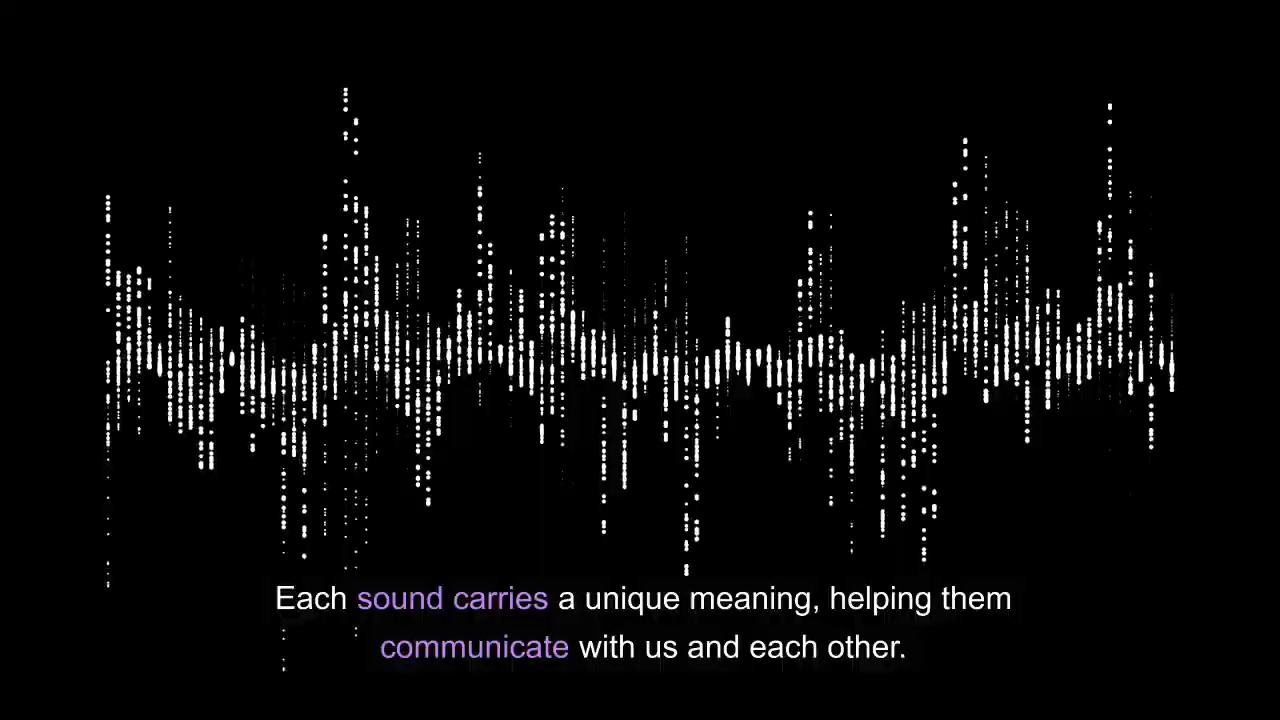 Each sound carries a unique meaning, helping them
communicate with us and each other.